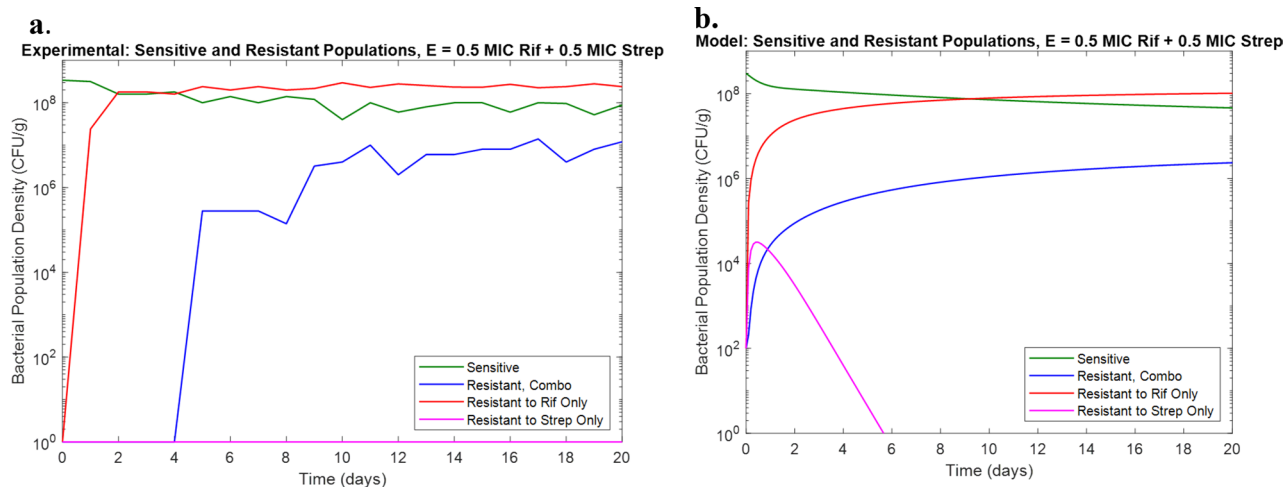 a.
Experimental: Sensitive and Resistant Populations, E = 0.5 MIC Rif + 0.5 MIC Strep
Bacterial Population Density (CFU/g)
10^8
10^6
10^4
10^2
10^0
0 2 4 6 8 10 12 14 16 18 20
Time (days)
Sensitive
Resistant, Combo
Resistant to Rif Only
Resistant to Strep Only
b.
Model: Sensitive and Resistant Populations, E = 0.5 MIC Rif + 0.5 MIC Strep
Bacterial Population Density (CFU/g)
10^8
10^6
10^4
10^2
10^0
0 2 4 6 8 10 12 14 16 18 20
Time (days)
Sensitive
Resistant, Combo
Resistant to Rif Only
Resistant to Strep Only